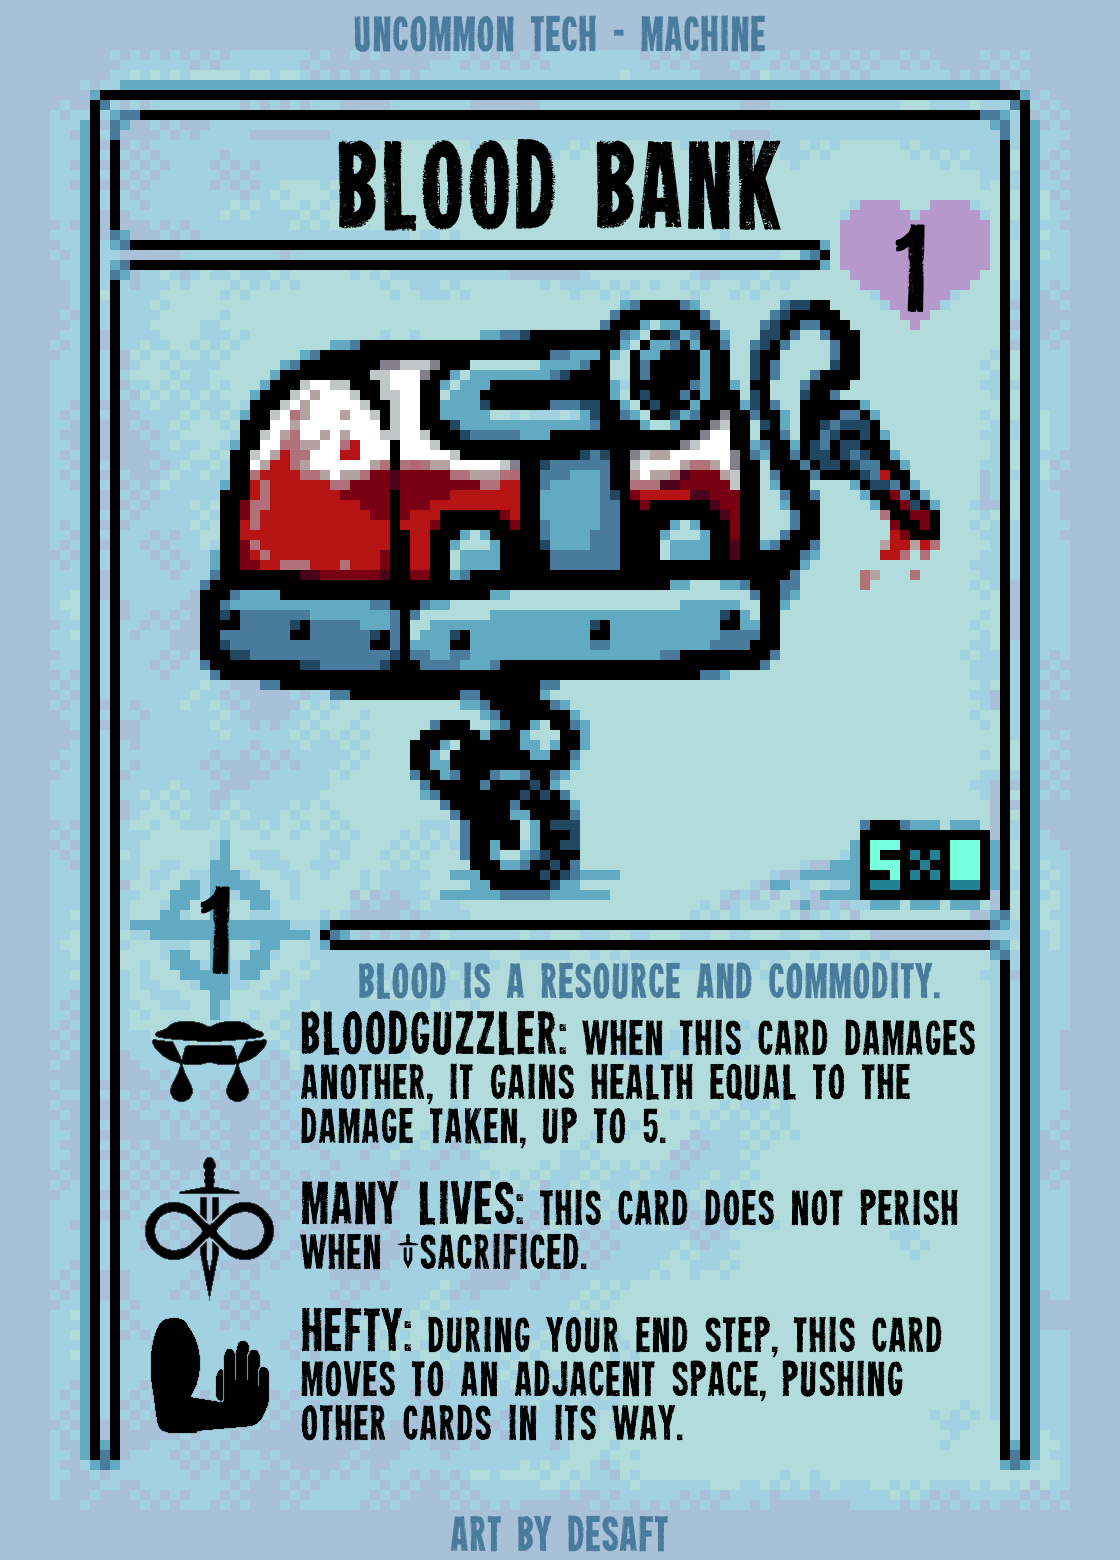 UNCOMMON TECH - MACHINE
BLOOD BANK
1
5X
1
BLOOD IS A RESOURCE AND COMMODITY.
BLOODGUZZLER: WHEN THIS CARD DAMAGES
ANOTHER, IT GAINS HEALTH EQUAL TO THE
DAMAGE TAKEN, UP TO 5.
MANY LIVES: THIS CARD DOES NOT PERISH
WHEN SACRIFICED.
HEFTY: DURING YOUR END STEP, THIS CARD
MOVES TO AN ADJACENT SPACE, PUSHING
OTHER CARDS IN ITS WAY.
ART BY DESAFT